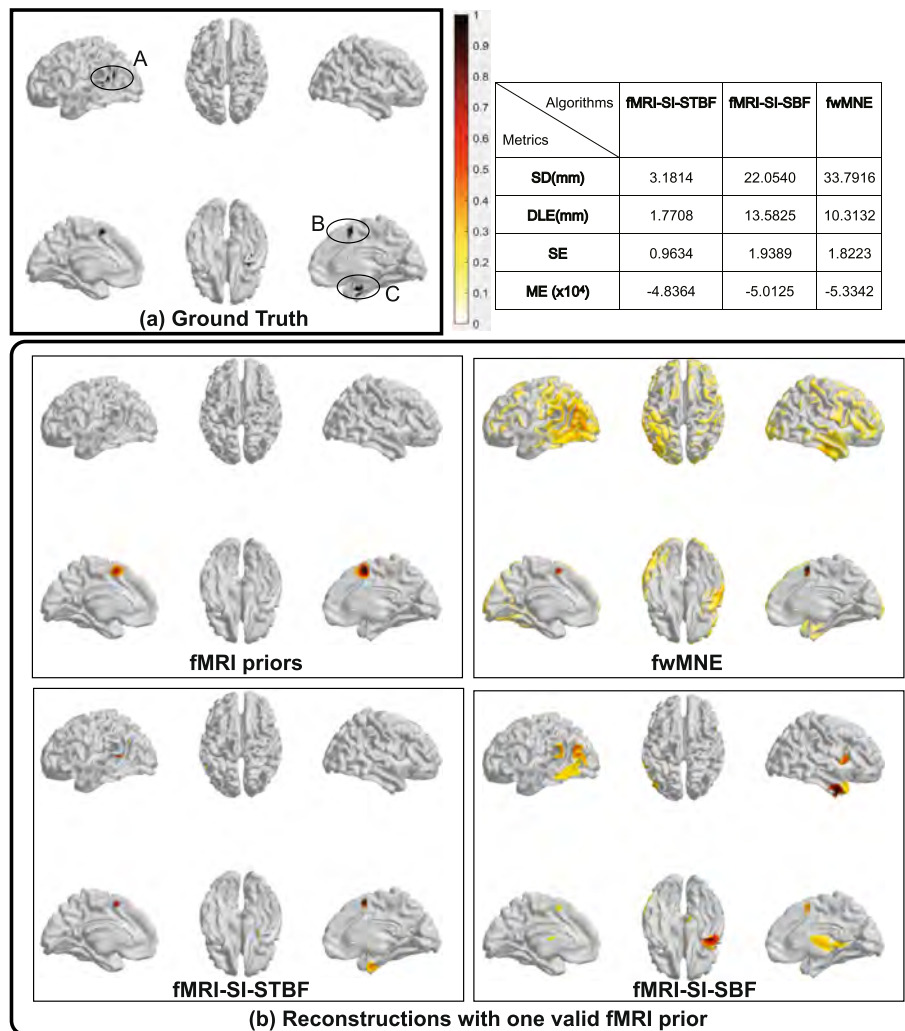 A
B
C
(a) Ground Truth
1
0.9
0.8
0.7
0.6
0.5
0.4
0.3
0.2
0.1
0
Algorithms
Metrics
fMRI-SI-STBF fMRI-SI-SBF fwMNE
SD(mm) 3.1814 22.0540 33.7916
DLE(mm) 1.7708 13.5825 10.3132
SE 0.9634 1.9389 1.8223
ME (x10⁴) -4.8364 -5.0125 -5.3342
fMRI priors
fwMNE
fMRI-SI-STBF
fMRI-SI-SBF
(b) Reconstructions with one valid fMRI prior